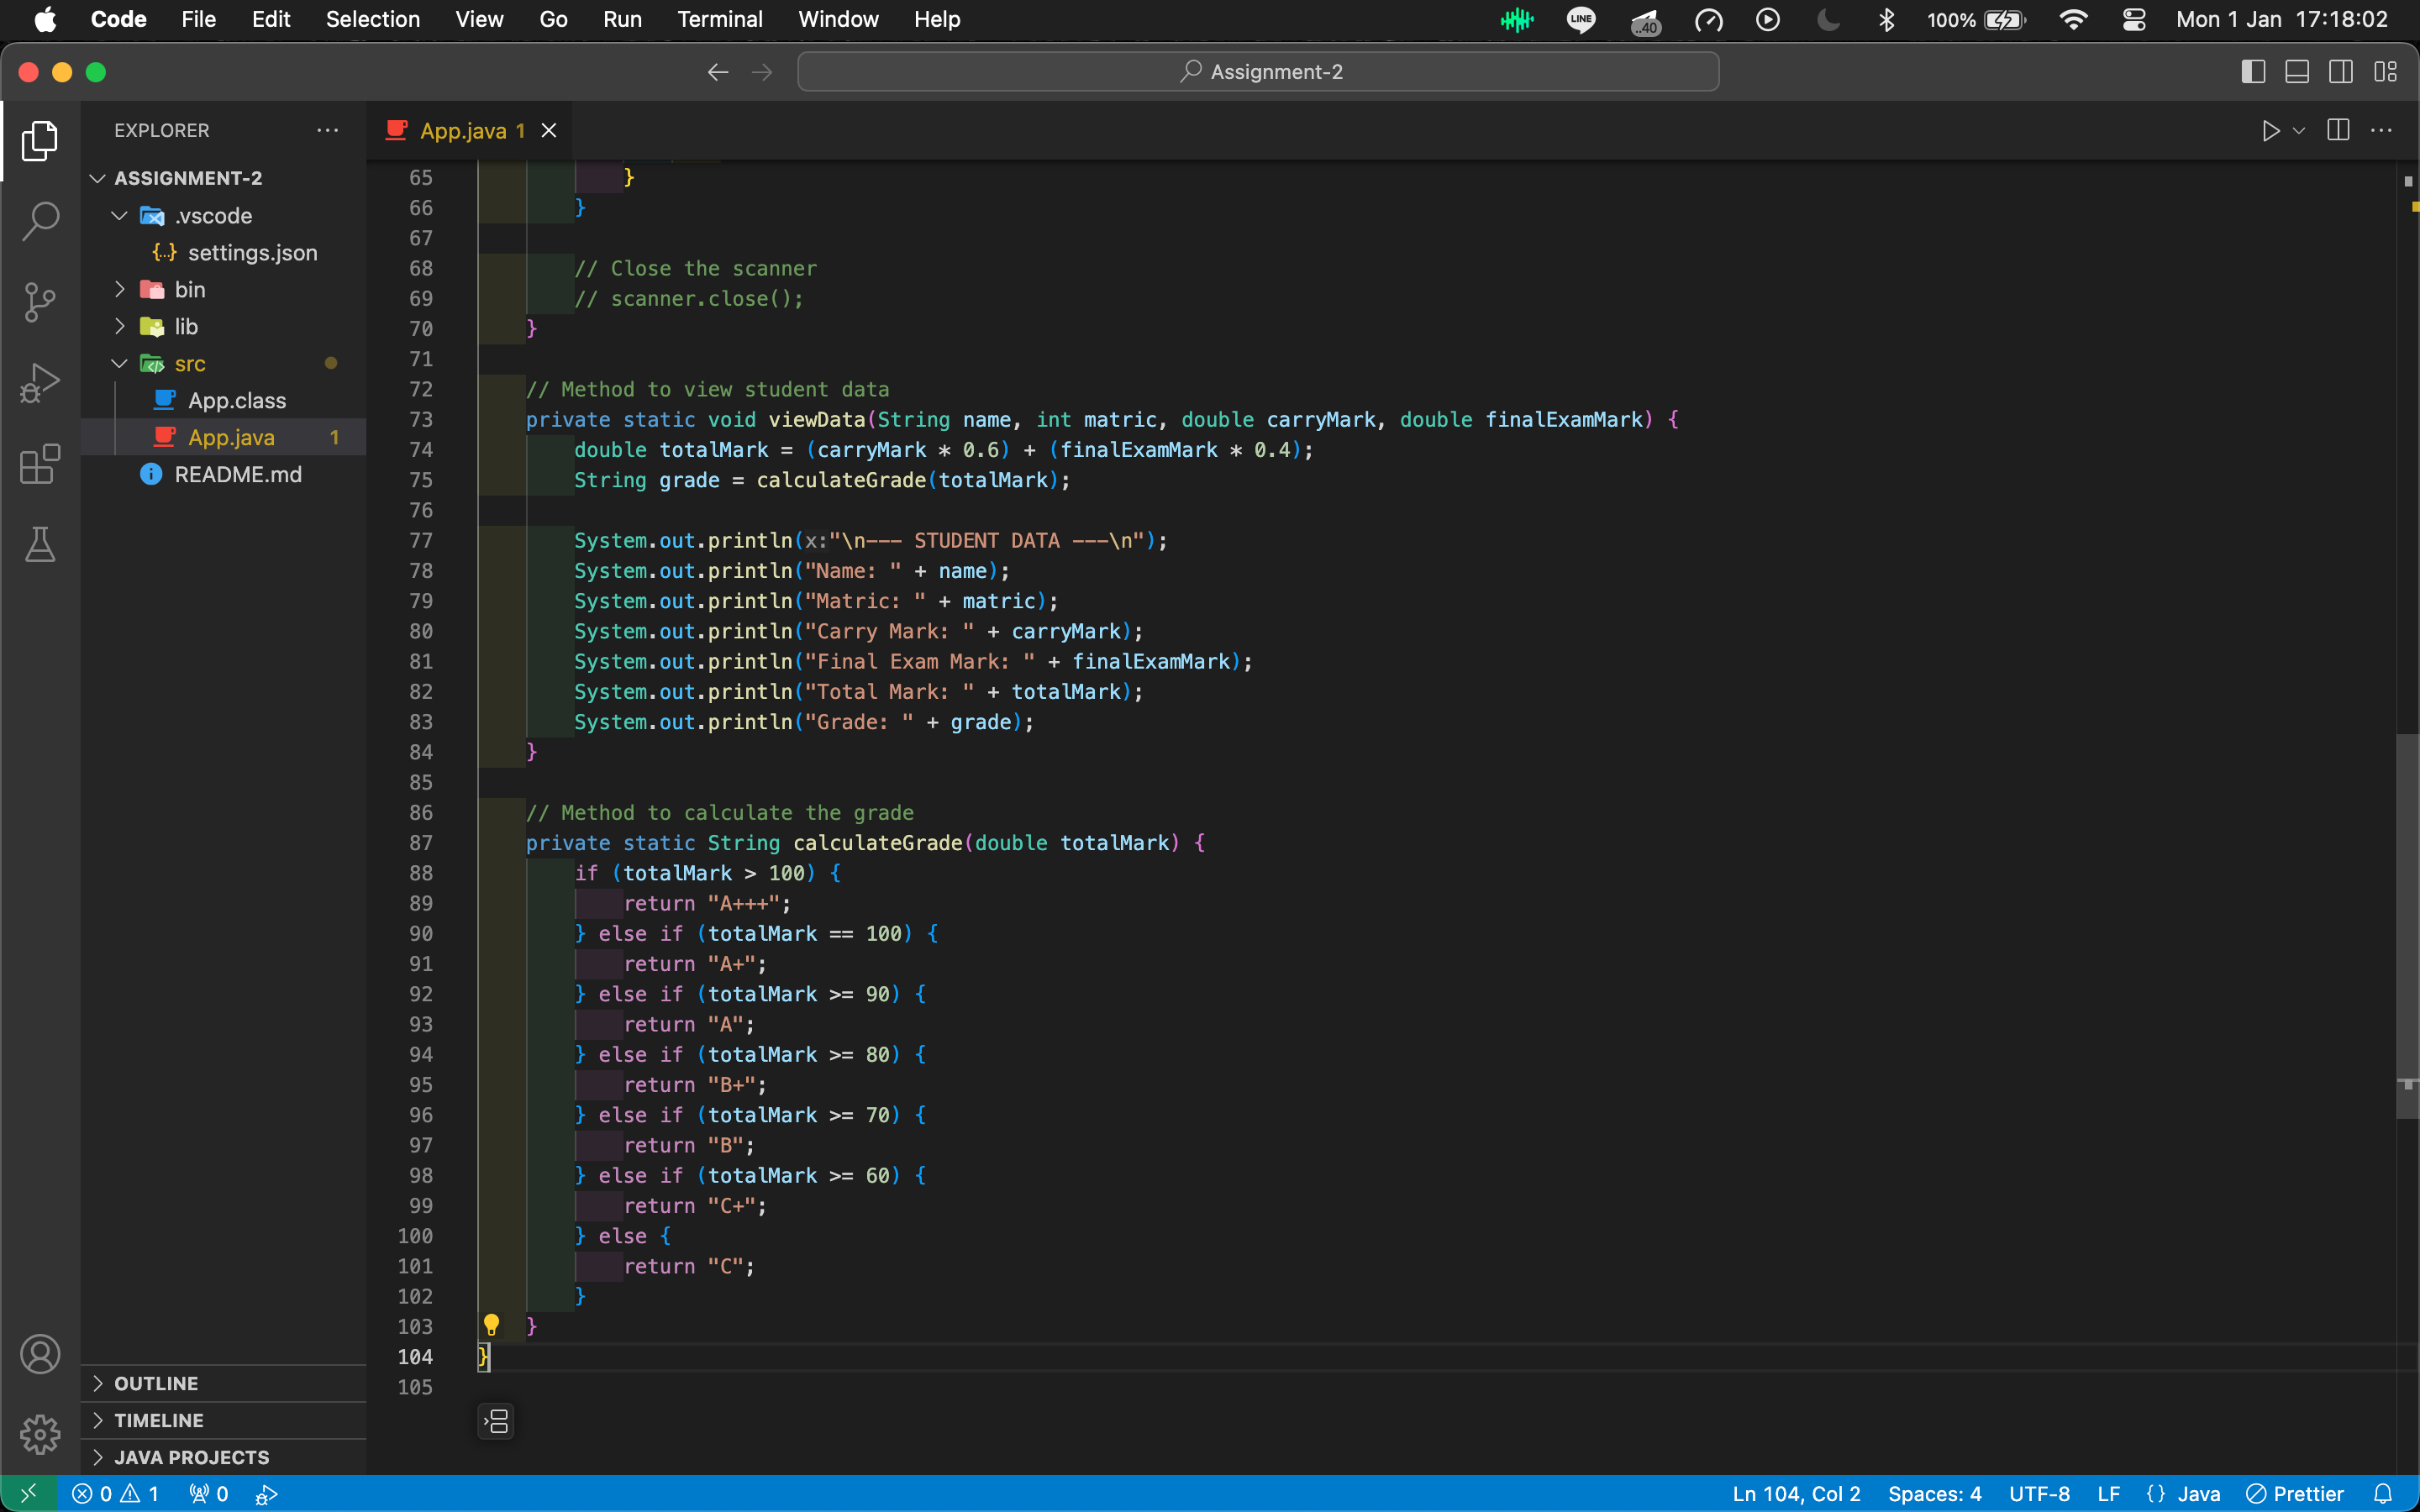 Code File Edit Selection View Go Run Terminal Window Help LINE ..40 100% Mon 1 Jan 17:18:02
Assignment-2
EXPLORER
ASSIGNMENT-2
.vscode
{..} settings.json
bin
lib
src
App.class
App.java 1
README.md
OUTLINE
TIMELINE
JAVA PROJECTS
App.java 1
65 }
66 }
67
68 // Close the scanner
69 // scanner.close();
70 }
71
72 // Method to view student data
73 private static void viewData(String name, int matric, double carryMark, double finalExamMark) {
74 double totalMark = (carryMark * 0.6) + (finalExamMark * 0.4);
75 String grade = calculateGrade(totalMark);
76
77 System.out.println(x:"\n--- STUDENT DATA ---\n");
78 System.out.println("Name: " + name);
79 System.out.println("Matric: " + matric);
80 System.out.println("Carry Mark: " + carryMark);
81 System.out.println("Final Exam Mark: " + finalExamMark);
82 System.out.println("Total Mark: " + totalMark);
83 System.out.println("Grade: " + grade);
84 }
85
86 // Method to calculate the grade
87 private static String calculateGrade(double totalMark) {
88 if (totalMark > 100) {
89 return "A+++";
90 } else if (totalMark == 100) {
91 return "A+";
92 } else if (totalMark >= 90) {
93 return "A";
94 } else if (totalMark >= 80) {
95 return "B+";
96 } else if (totalMark >= 70) {
97 return "B";
98 } else if (totalMark >= 60) {
99 return "C+";
100 } else {
101 return "C";
102 }
103 }
104 }
105
0 1 0 Ln 104, Col 2 Spaces: 4 UTF-8 LF {} Java Prettier